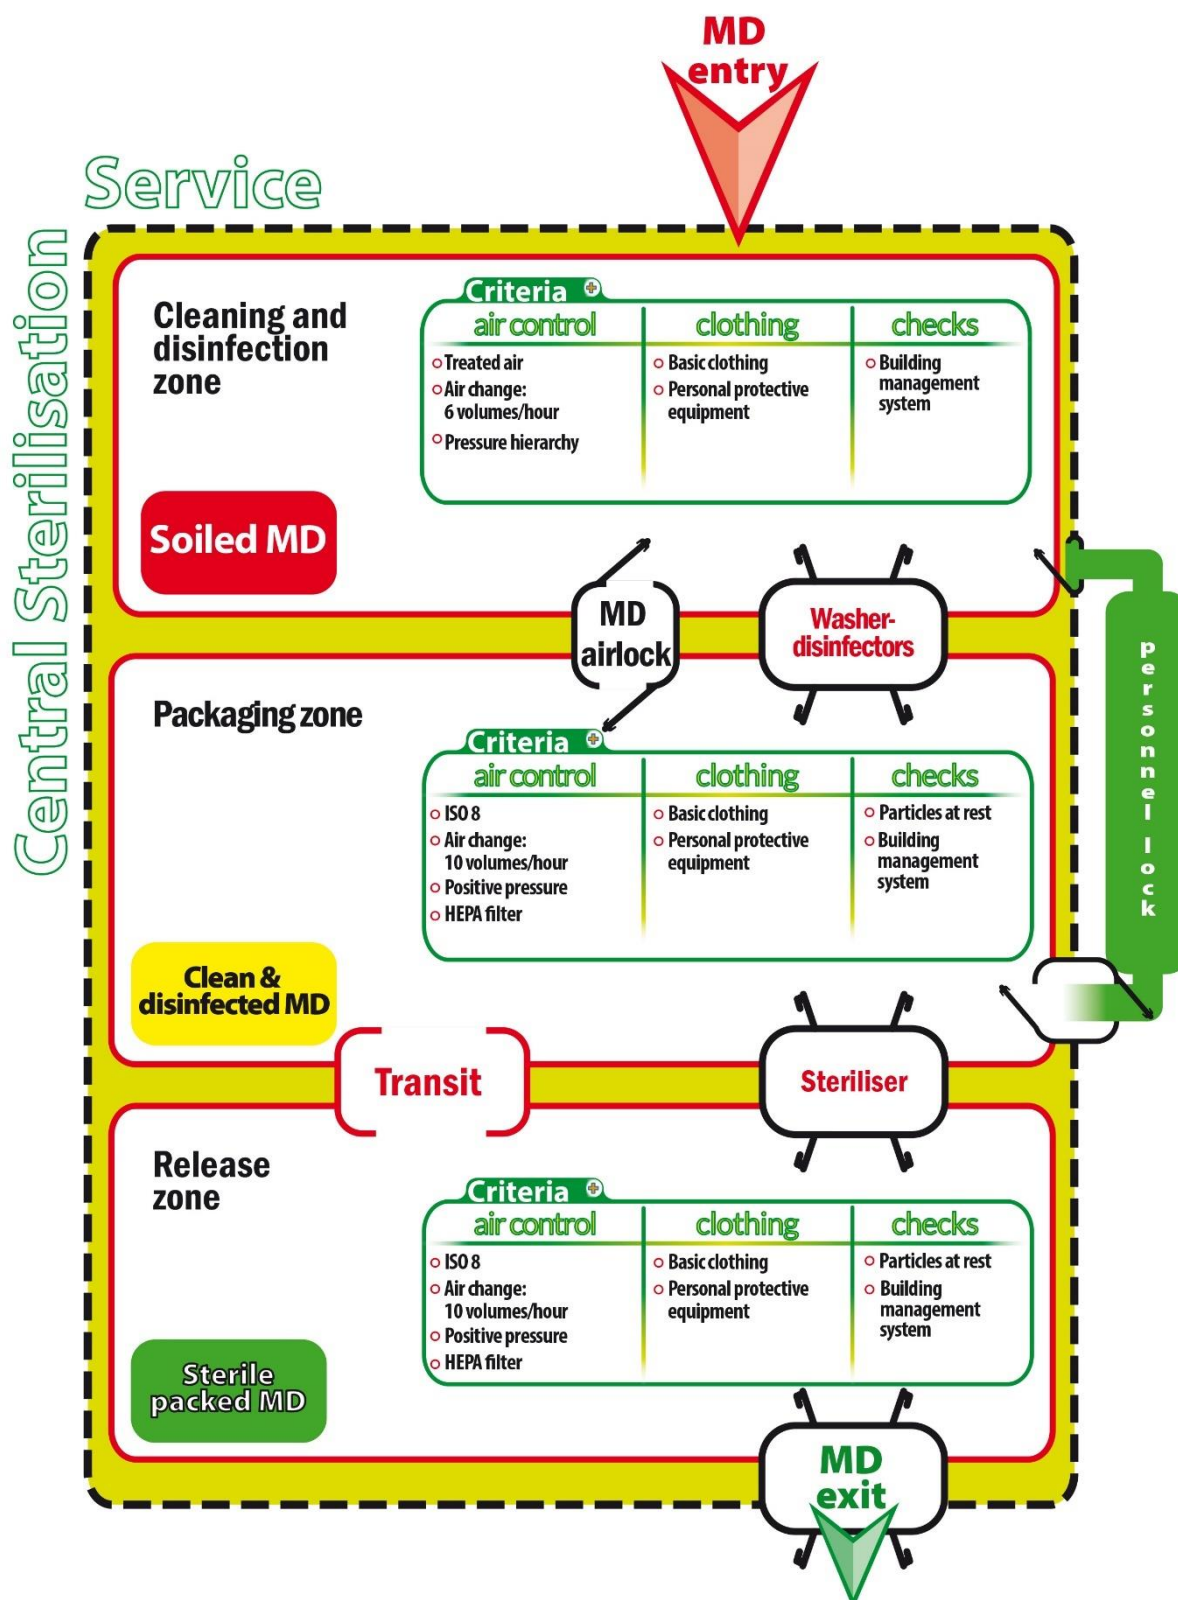 MD
entry
Service
Central Sterilisation
Cleaning and
disinfection
zone
Criteria
air control
clothing
checks
Treated air
Air change:
6 volumes/hour
Pressure hierarchy
Basic clothing
Personal protective
equipment
Building
management
system
Soiled MD
MD
airlock
Washer-
disinfectors
personnel lock
Packaging zone
Criteria
air control
clothing
checks
ISO 8
Air change:
10 volumes/hour
Positive pressure
HEPA filter
Basic clothing
Personal protective
equipment
Particles at rest
Building
management
system
Clean &
disinfected MD
Transit
Steriliser
Release
zone
Criteria
air control
clothing
checks
ISO 8
Air change:
10 volumes/hour
Positive pressure
HEPA filter
Basic clothing
Personal protective
equipment
Particles at rest
Building
management
system
Sterile
packed MD
MD
exit